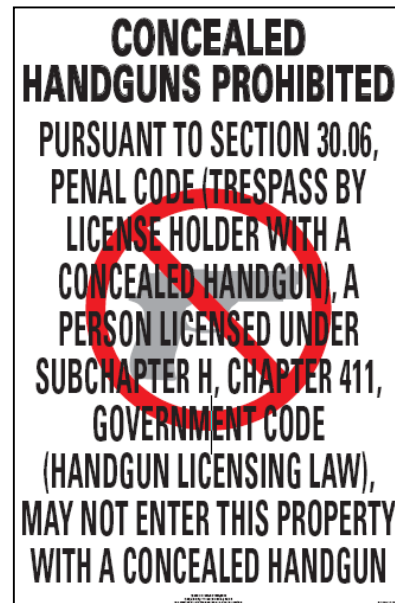 CONCEALED
HANDGUNS PROHIBITED
PURSUANT TO SECTION 30.06,
PENAL CODE (TRESPASS BY
LICENSE HOLDER WITH A
CONCEALED HANDGUN), A
PERSON LICENSED UNDER
SUBCHAPTER H, CHAPTER 411,
GOVERNMENT CODE
(HANDGUN LICENSING LAW),
MAY NOT ENTER THIS PROPERTY
WITH A CONCEALED HANDGUN